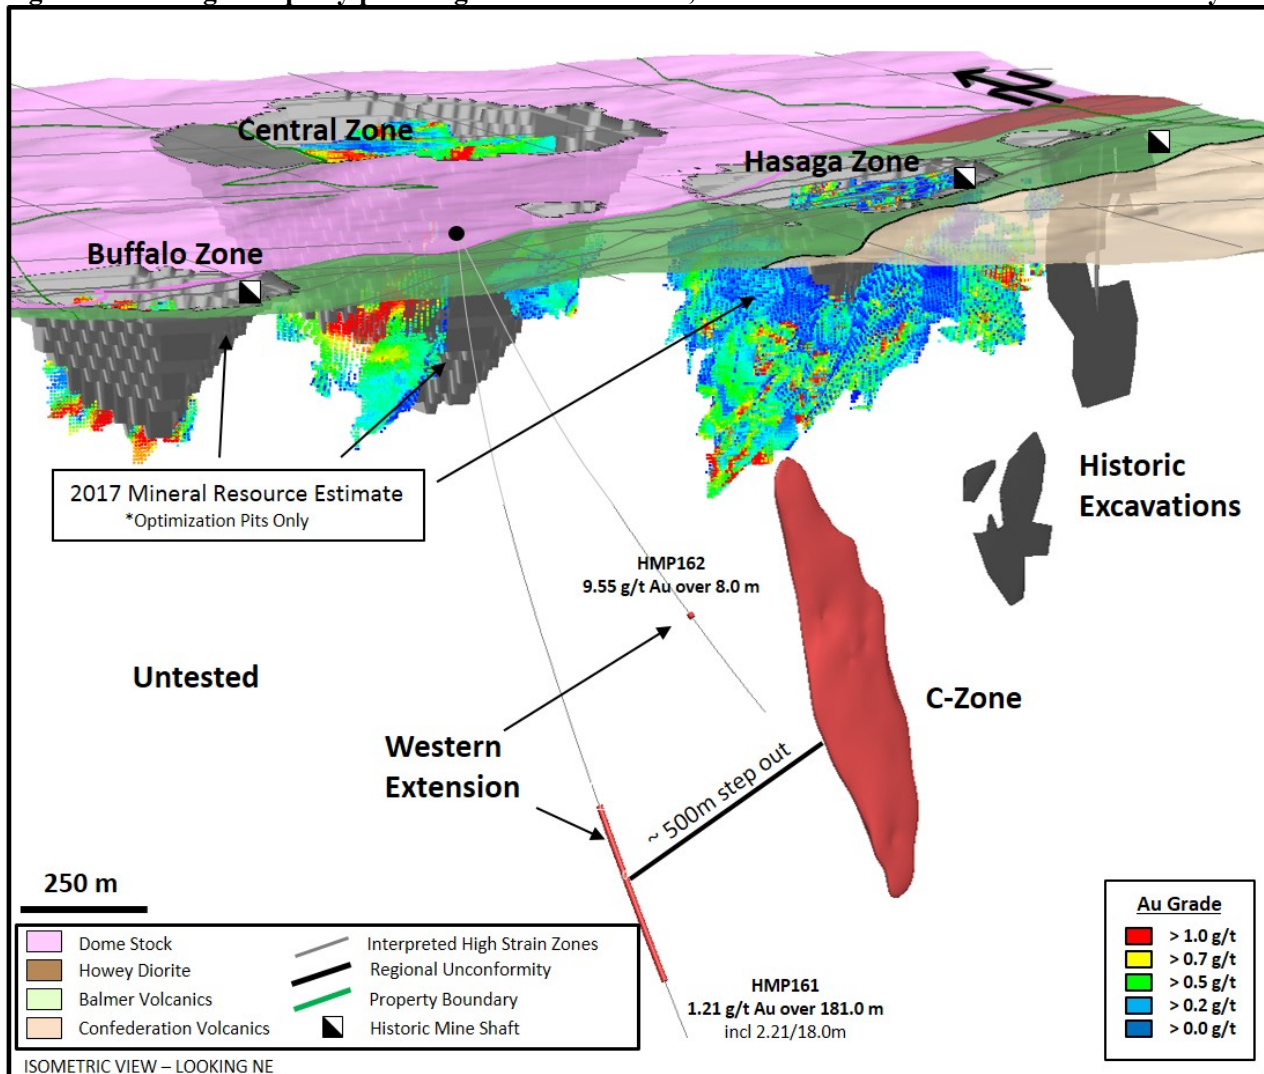 Central Zone
Hasaga Zone
Buffalo Zone
2017 Mineral Resource Estimate
*Optimization Pits Only
Historic
Excavations
HMP162
9.55 g/t Au over 8.0 m
Untested
C-Zone
Western
Extension
~ 500m step out
250 m
HMP161
1.21 g/t Au over 181.0 m
incl 2.21/18.0m
Dome Stock
Howey Diorite
Balmer Volcanics
Confederation Volcanics
Interpreted High Strain Zones
Regional Unconformity
Property Boundary
Historic Mine Shaft
Au Grade
> 1.0 g/t
> 0.7 g/t
> 0.5 g/t
> 0.2 g/t
> 0.0 g/t
ISOMETRIC VIEW – LOOKING NE